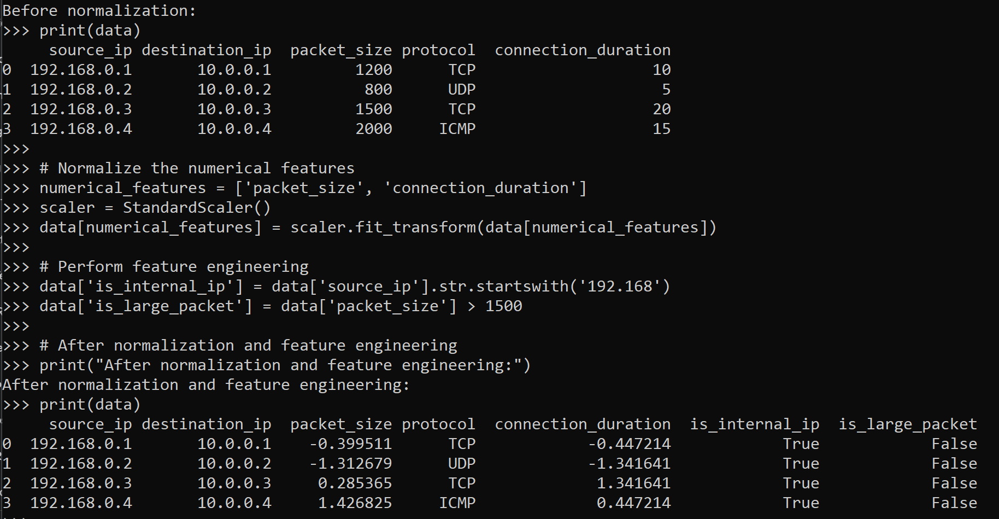 Before normalization:
>>> print(data)
     source_ip destination_ip  packet_size protocol  connection_duration
0  192.168.0.1       10.0.0.1         1200      TCP                   10
1  192.168.0.2       10.0.0.2          800      UDP                    5
2  192.168.0.3       10.0.0.3         1500      TCP                   20
3  192.168.0.4       10.0.0.4         2000     ICMP                   15
>>>
>>> # Normalize the numerical features
>>> numerical_features = ['packet_size', 'connection_duration']
>>> scaler = StandardScaler()
>>> data[numerical_features] = scaler.fit_transform(data[numerical_features])
>>>
>>> # Perform feature engineering
>>> data['is_internal_ip'] = data['source_ip'].str.startswith('192.168')
>>> data['is_large_packet'] = data['packet_size'] > 1500
>>>
>>> # After normalization and feature engineering
>>> print("After normalization and feature engineering:")
After normalization and feature engineering:
>>> print(data)
     source_ip destination_ip  packet_size protocol  connection_duration  is_internal_ip  is_large_packet
0  192.168.0.1       10.0.0.1    -0.399511      TCP            -0.447214            True            False
1  192.168.0.2       10.0.0.2    -1.312679      UDP            -1.341641            True            False
2  192.168.0.3       10.0.0.3     0.285365      TCP             1.341641            True            False
3  192.168.0.4       10.0.0.4     1.426825     ICMP             0.447214            True            False